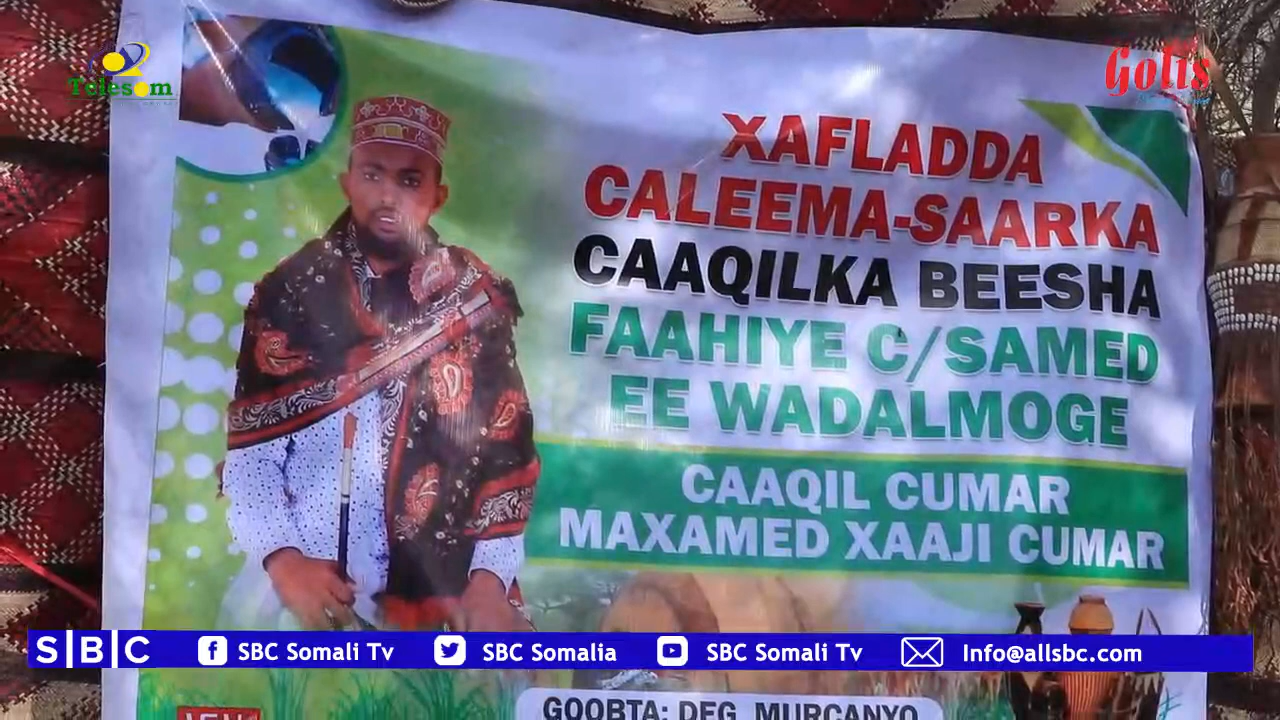 Telesom
Golis
XAFLADDA
CALEEMA-SAARKA
CAAQILKA BEESHA
FAAHIYE C/SAMED
EE WADALMOGE
CAAQIL CUMAR
MAXAMED XAAJI CUMAR
SBC SBC Somali Tv SBC Somalia SBC Somali Tv Info@allsbc.com
GOOBTA: DEG. MURCANYO